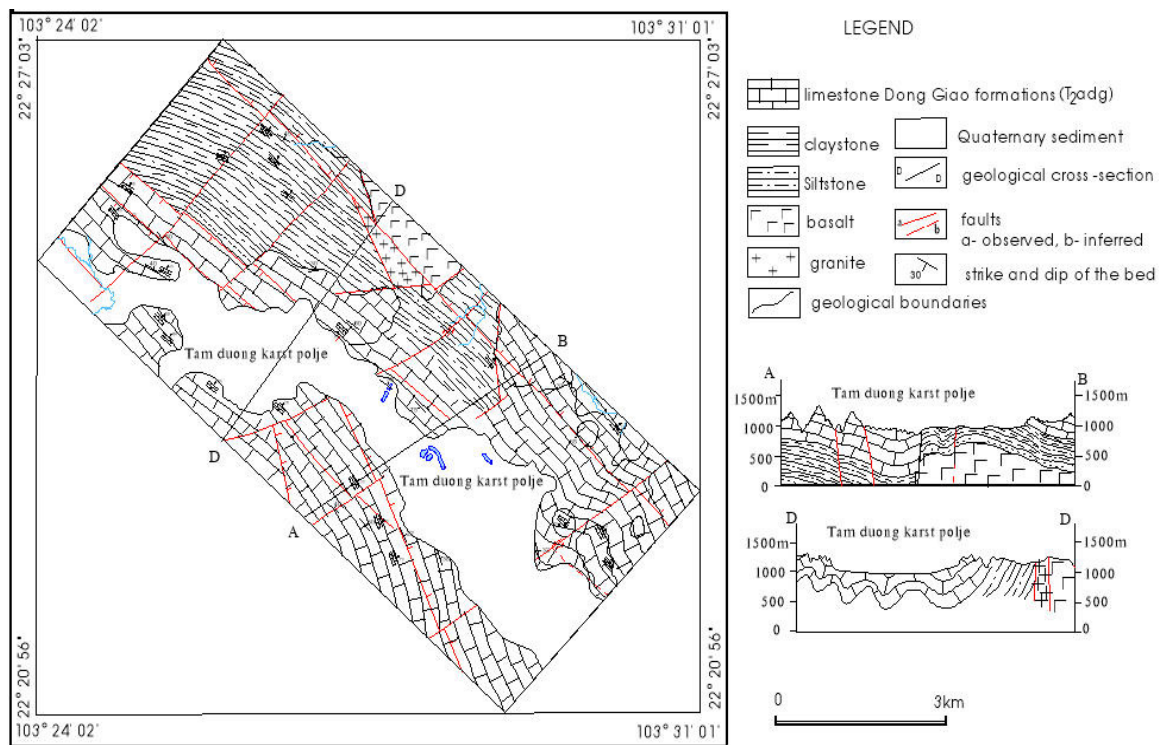 103° 24' 02"
103° 31' 01"
22° 27' 03"
22° 27' 03"
D
B
Tam duong karst polje
D
A
Tam duong karst polje
22° 20' 56"
22° 20' 56"
103° 24' 02"
103° 31' 01"
LEGEND
limestone Dong Giao formations (T2adg)
claystone
Quaternary sediment
Siltstone
D D
geological cross -section
basalt
a b
faults
a- observed, b- inferred
granite
30
strike and dip of the bed
geological boundaries
A
B
Tam duong karst polje
1500m
1500m
1000
1000
500
500
0
0
D
D
Tam duong karst polje
1500m
1500m
1000
1000
500
500
0
0
0
3km